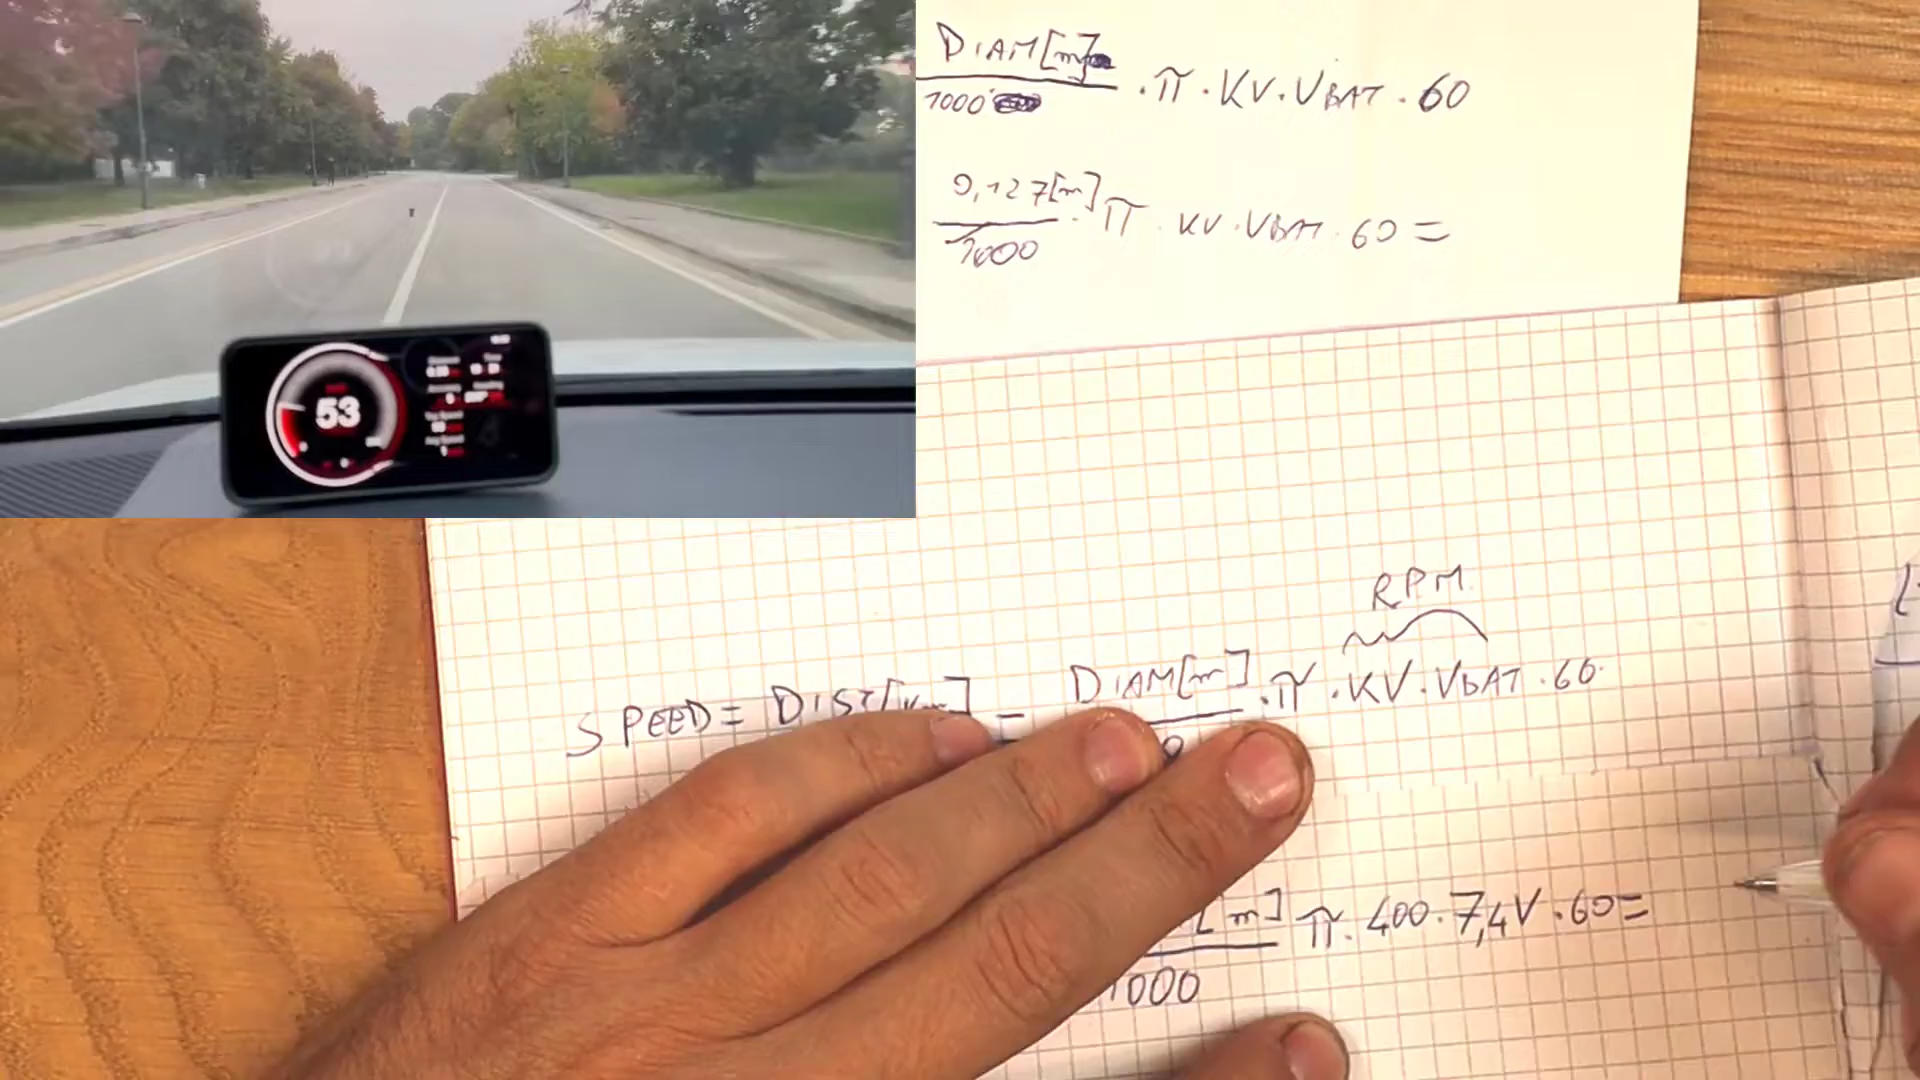 DIAM[m]
1000 . π . KV . VBAT . 60
0,127[m]
1000 . π . KV . VBAT . 60 =
53
RPM
SPEED = DIST[km] = DIAM[m] . π . KV . VBAT . 60
[m] π . 400 . 7,4V . 60 =
1000